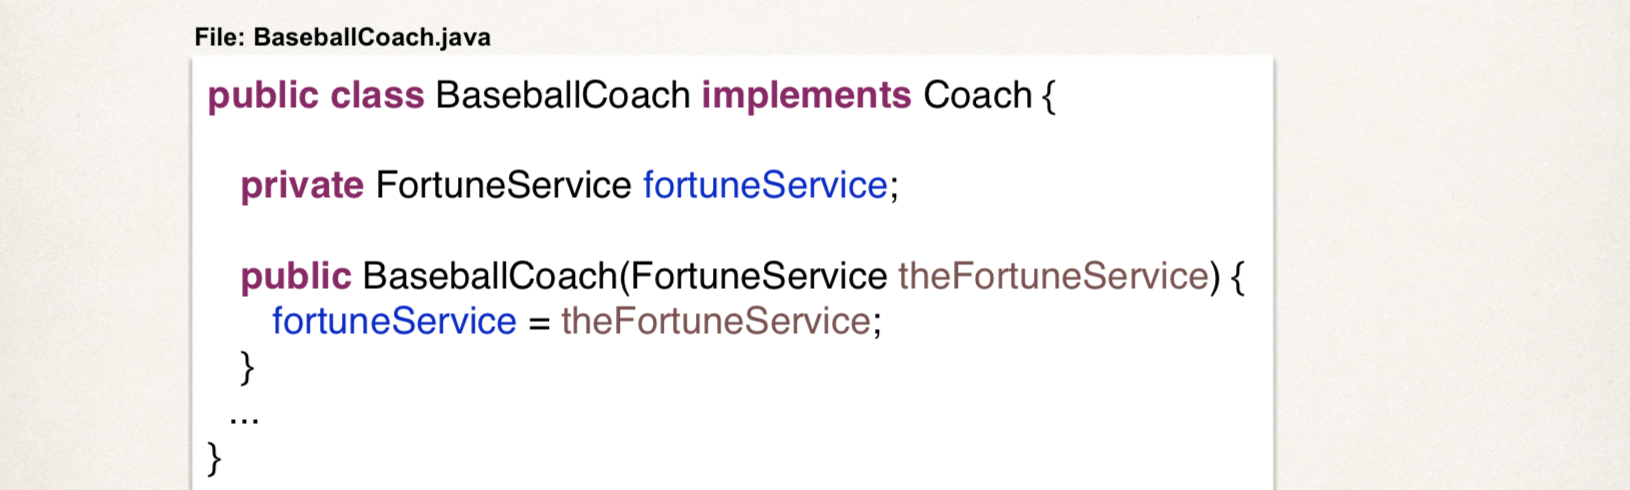 File: BaseballCoach.java
public class BaseballCoach implements Coach {
private FortuneService fortuneService;
public BaseballCoach(FortuneService theFortuneService) {
fortuneService = theFortuneService;
}
...
}